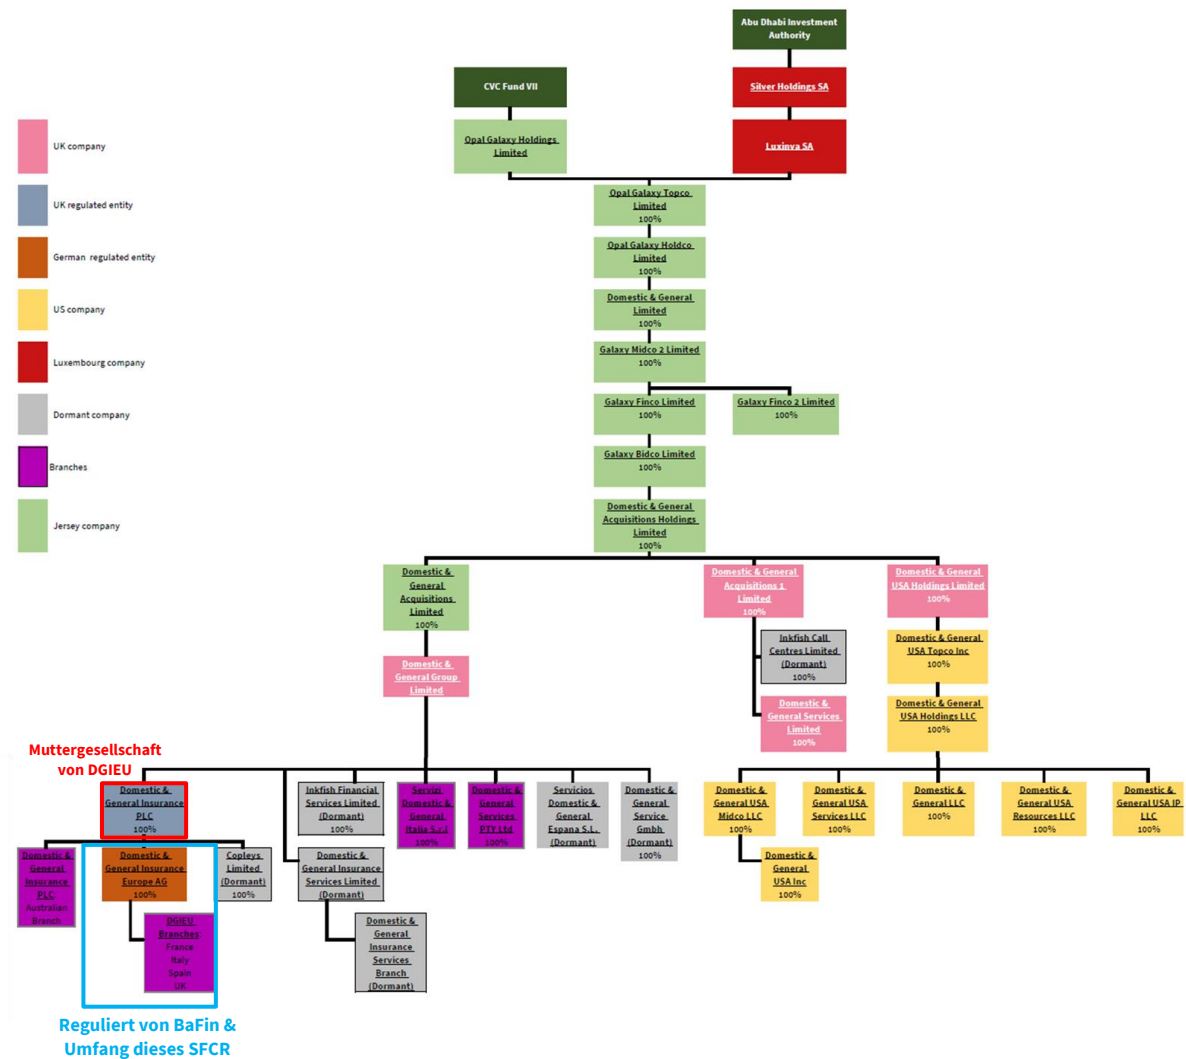 Abu Dhabi Investment
Authority
CVC Fund VII
Silver Holdings SA
Opal Galaxy Holdings
Limited
Luxinva SA
UK company
UK regulated entity
German regulated entity
US company
Luxembourg company
Dormant company
Branches
Jersey company
Opal Galaxy Topco
Limited
100%
Opal Galaxy Holdco
Limited
100%
Domestic & General
Limited
100%
Galaxy Midco 2 Limited
100%
Galaxy Finco Limited
100%
Galaxy Finco 2 Limited
100%
Galaxy Bidco Limited
100%
Domestic & General
Acquisitions Holdings
Limited
100%
Domestic &
General
Acquisitions
Limited
100%
Domestic & General
Acquisitions 1
Limited
100%
Domestic & General
USA Holdings Limited
100%
Inkfish Call
Centres Limited
(Dormant)
100%
Domestic & General
USA Topco Inc
100%
Domestic &
General Group
Limited
Domestic &
General Services
Limited
100%
Domestic & General
USA Holdings LLC
100%
Muttergesellschaft
von DGIEU
Domestic &
General Insurance
PLC
100%
Inkfish Financial
Services Limited
(Dormant)
100%
Servizi
Domestic &
General
Italia S.r.l
100%
Domestic &
General
Services
PTY Ltd
100%
Servicios
Domestic &
General
Espana S.L.
(Dormant)
Domestic &
General
Service
Gmbh
(Dormant)
100%
Domestic &
General USA
Midco LLC
100%
Domestic &
General USA
Services LLC
100%
Domestic &
General LLC
100%
Domestic &
General USA
Resources LLC
100%
Domestic &
General USA IP
LLC
100%
Domestic &
General
Insurance
PLC
Australian
Branch
Domestic &
General Insurance
Europe AG
100%
Copleys
Limited
(Dormant)
100%
Domestic &
General Insurance
Services Limited
(Dormant)
Domestic &
General
USA Inc
100%
DGIEU
Branches:
France
Italy
Spain
UK
Domestic &
General
Insurance
Services
Branch
(Dormant)
Reguliert von BaFin &
Umfang dieses SFCR